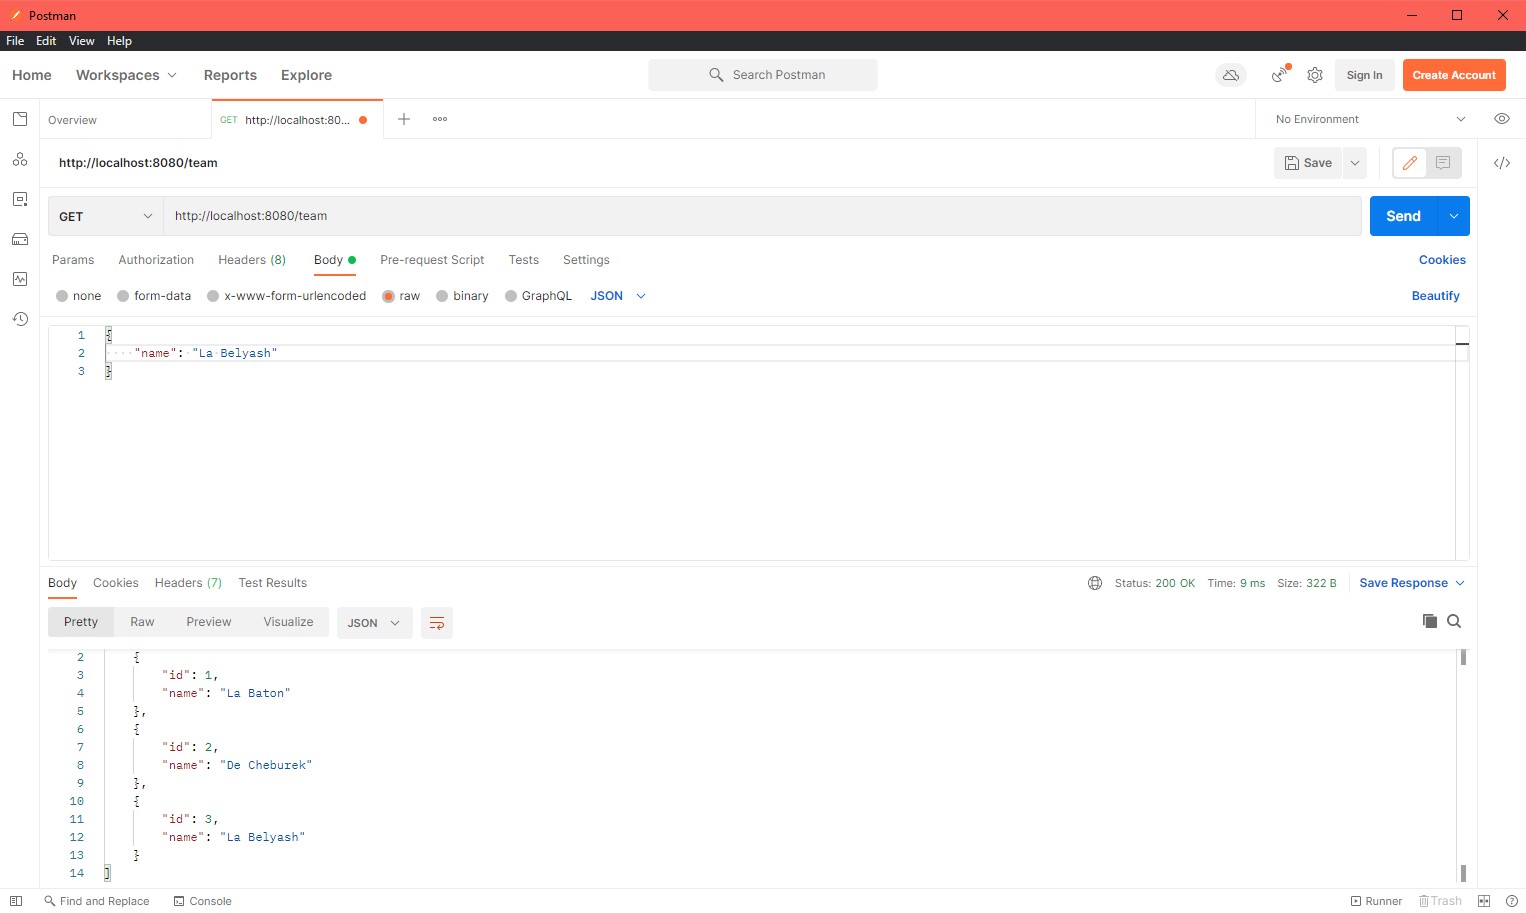 Postman
File Edit View Help
Home Workspaces Reports Explore Search Postman Sign In Create Account
Overview GET http://localhost:80... No Environment
http://localhost:8080/team Save
GET http://localhost:8080/team Send
Params Authorization Headers (8) Body Pre-request Script Tests Settings Cookies
none form-data x-www-form-urlencoded raw binary GraphQL JSON Beautify
1 {
2 "name": "La Belyash"
3 }
Body Cookies Headers (7) Test Results Status: 200 OK Time: 9 ms Size: 322 B Save Response
Pretty Raw Preview Visualize JSON
2 {
3 "id": 1,
4 "name": "La Baton"
5 },
6 {
7 "id": 2,
8 "name": "De Cheburek"
9 },
10 {
11 "id": 3,
12 "name": "La Belyash"
13 }
14 ]
Find and Replace Console Runner Trash